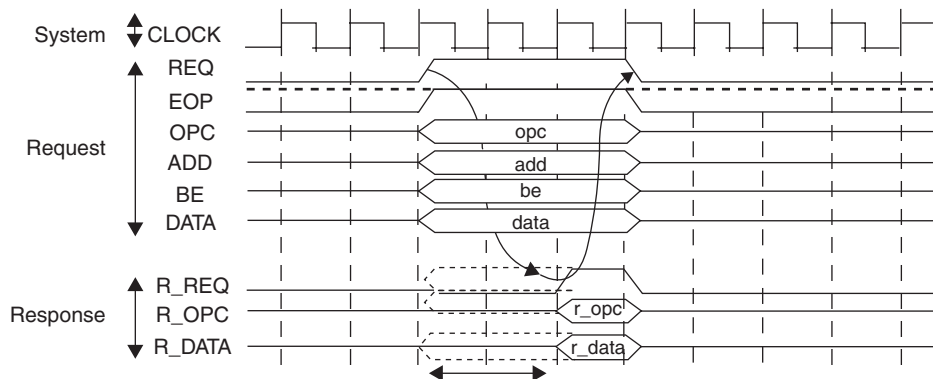 System CLOCK
REQ
EOP
OPC opc
Request
ADD add
BE be
DATA data
R_REQ
Response R_OPC r_opc
R_DATA r_data